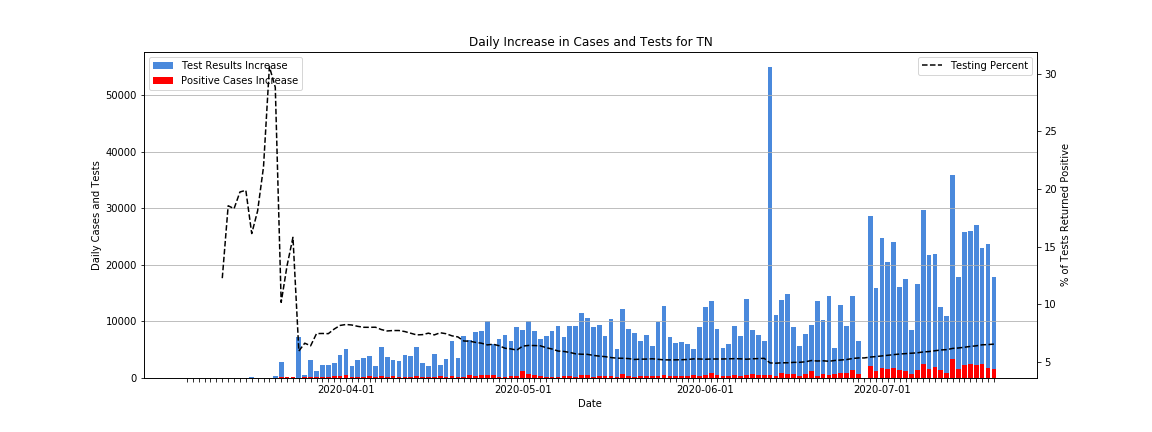 Daily Increase in Cases and Tests for TN
Test Results Increase
Positive Cases Increase
Testing Percent
50000
40000
30000
20000
10000
0
Daily Cases and Tests
30
25
20
15
10
5
% of Tests Returned Positive
2020-04-01
2020-05-01
2020-06-01
2020-07-01
Date